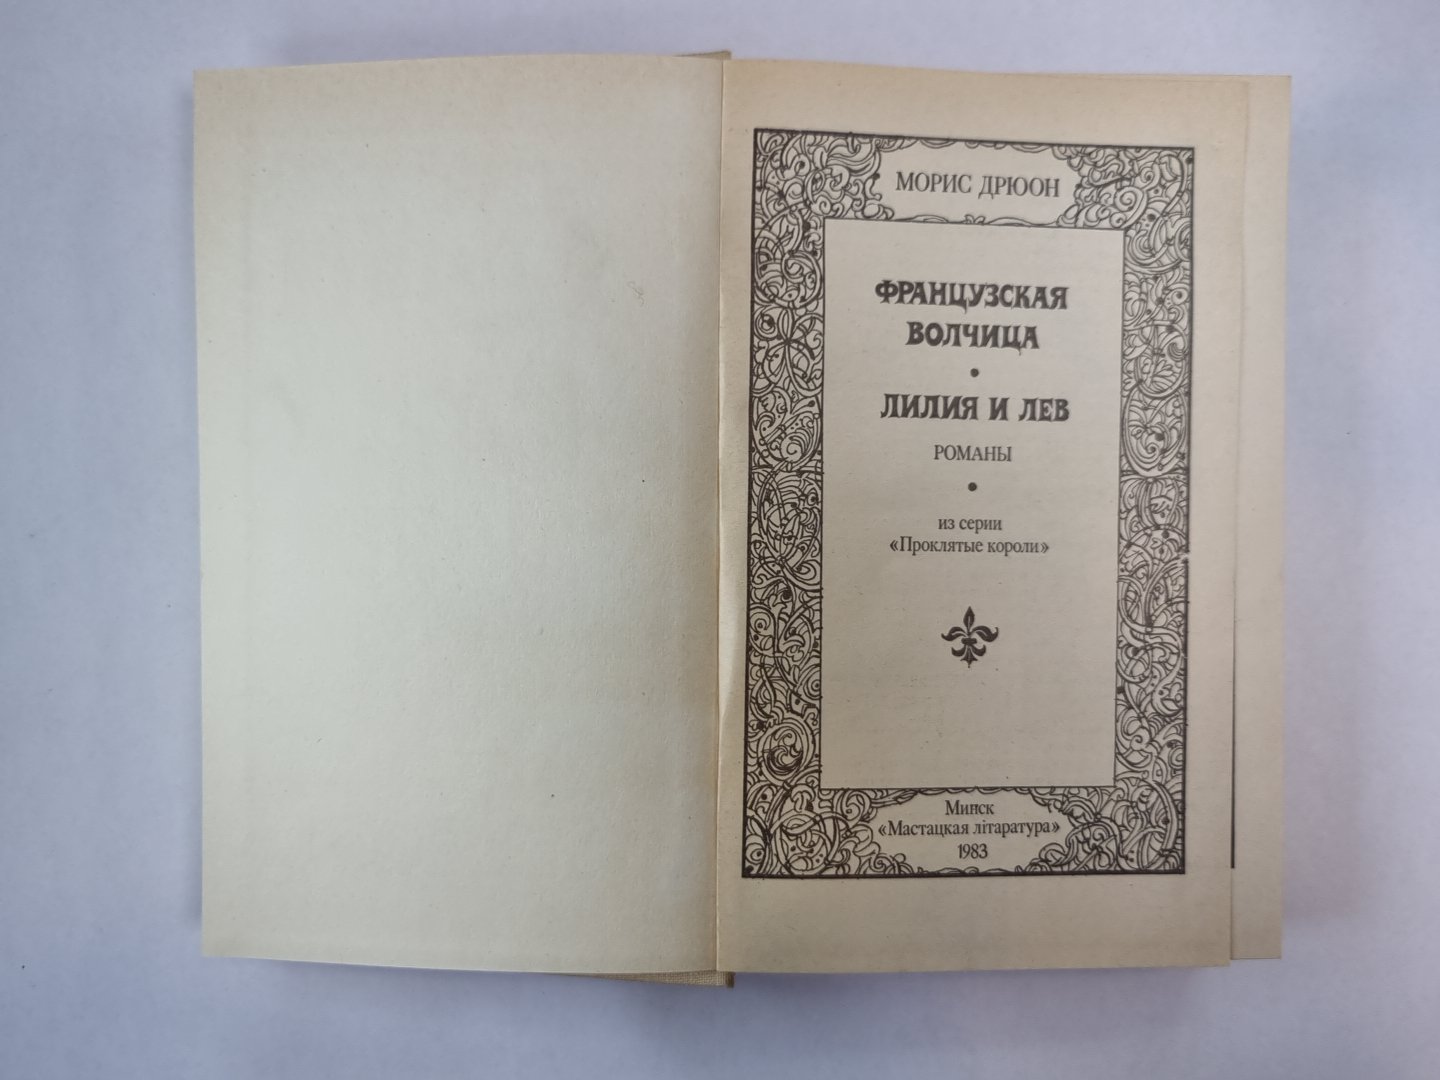 МОРИС ДРЮОН
ФРАНЦУЗСКАЯ
ВОЛЧИЦА
•
ЛИЛИЯ И ЛЕВ
РОМАНЫ
•
из серии
«Проклятые короли»
Минск
«Мастацкая літаратура»
1983